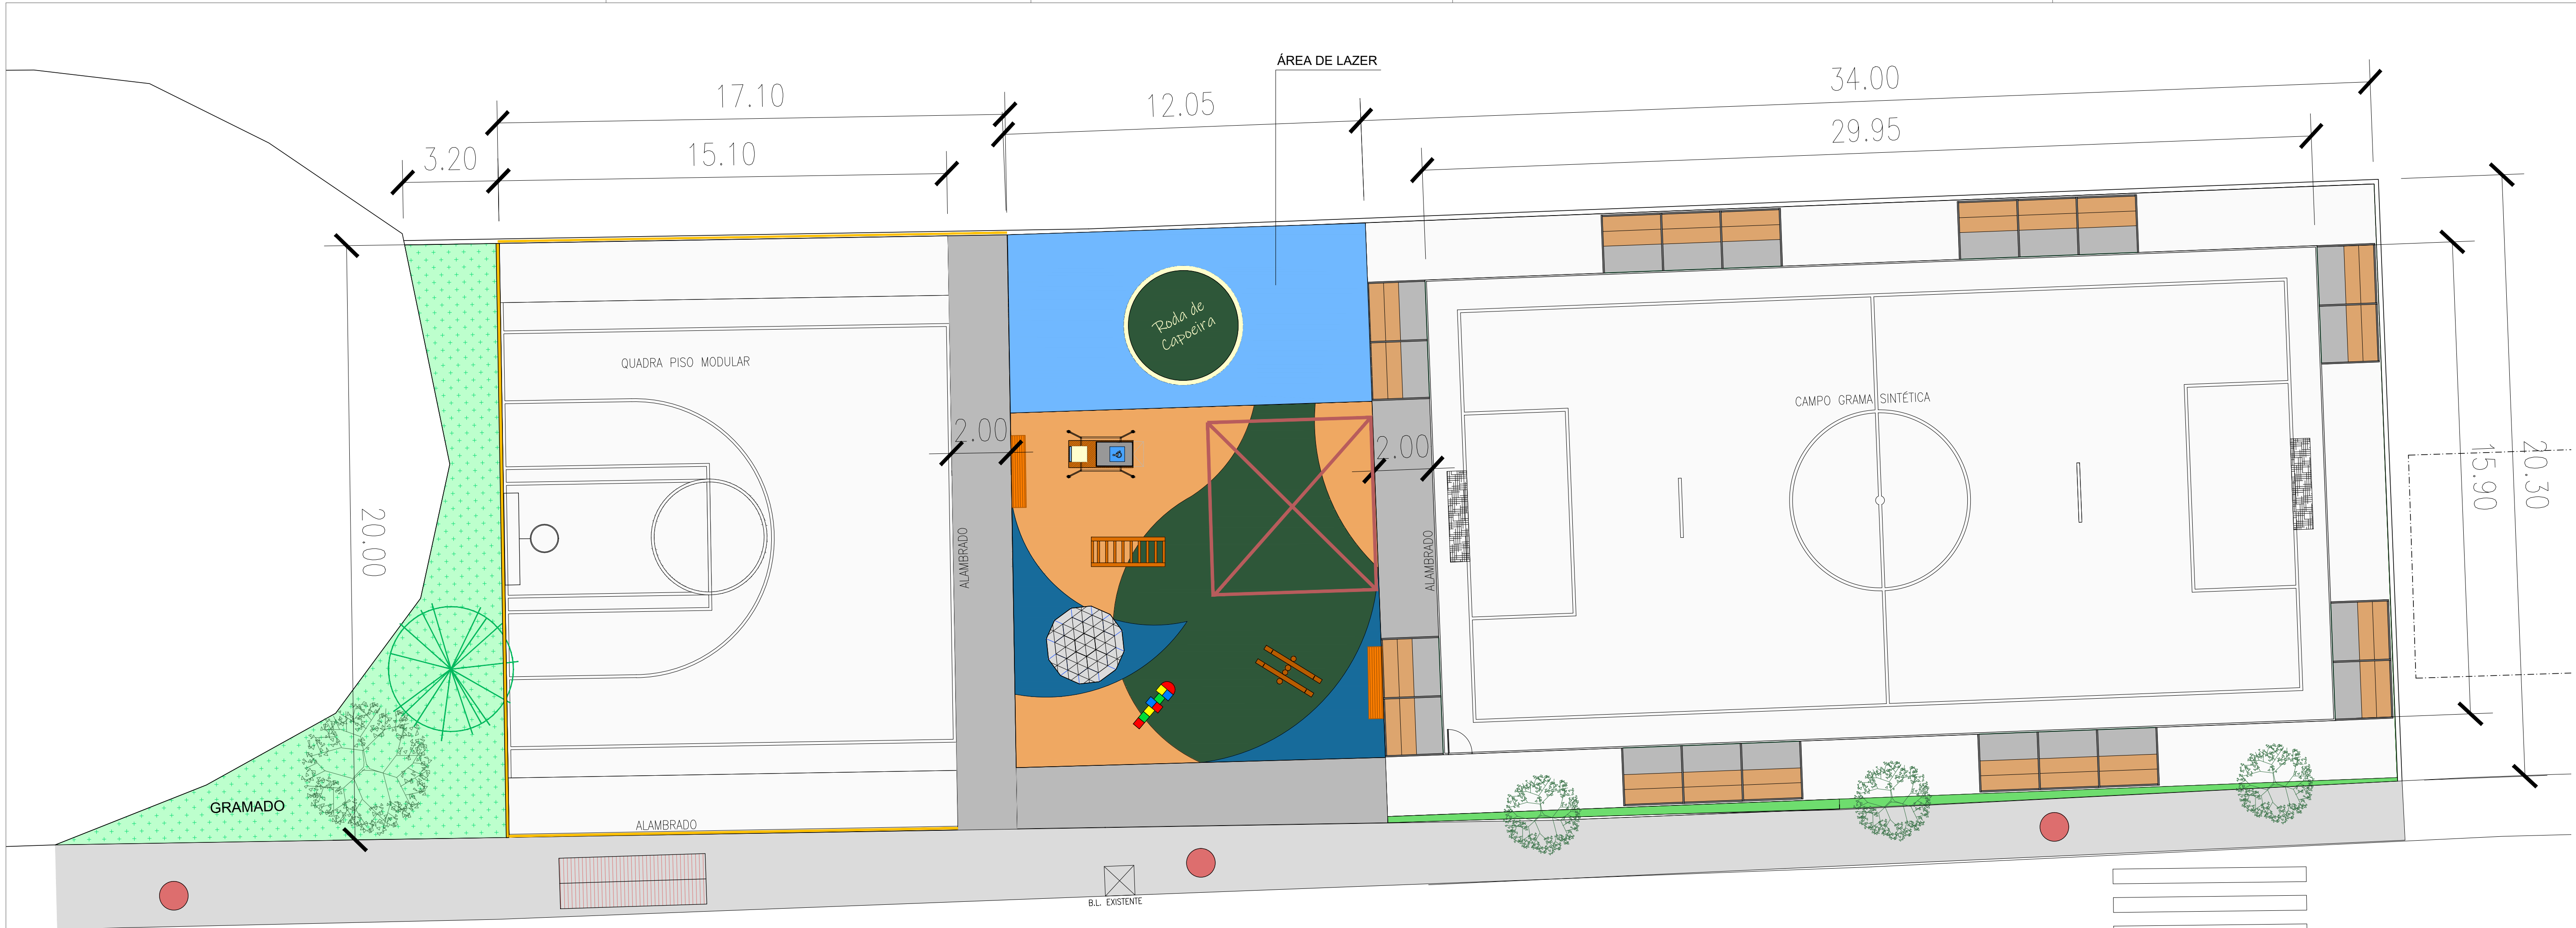 ÁREA DE LAZER
34.00
17.10
12.05
29.95
3.20
15.10
Roda de
Capoeira
QUADRA PISO MODULAR
CAMPO GRAMA SINTÉTICA
2.00
2.00
20.00
15.90
20.30
ALAMBRADO
ALAMBRADO
GRAMADO
ALAMBRADO
B.L. EXISTENTE